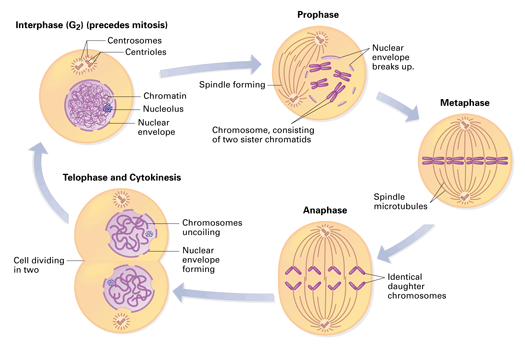 Interphase (G2) (precedes mitosis)
Centrosomes
Centrioles
Chromatin
Nucleolus
Nuclear
envelope
Prophase
Nuclear
envelope
breaks up.
Spindle forming
Chromosome, consisting
of two sister chromatids
Metaphase
Spindle
microtubules
Anaphase
Identical
daughter
chromosomes
Telophase and Cytokinesis
Chromosomes
uncoiling
Nuclear
envelope
forming
Cell dividing
in two